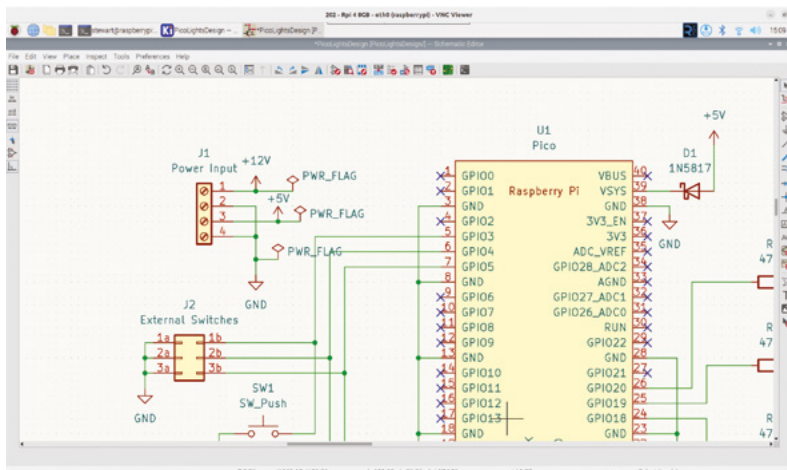 202 - Rpi 4 8GB - eth0 (raspberrypi) - VNC Viewer
15:09
*PicoLightsDesign [PicoLightsDesign/] — Schematic Editor
File Edit View Place Inspect Tools Preferences Help
J1
Power Input
+12V
PWR_FLAG
+5V
PWR_FLAG
PWR_FLAG
1
2
3
4
GND
J2
External Switches
1a 1b
2a 2b
3a 3b
GND
SW1
SW_Push
U1
Pico
Raspberry Pi
1 GPIO0 VBUS 40
2 GPIO1 VSYS 39
3 GND GND 38
4 GPIO2 3V3_EN 37
5 GPIO3 3V3 36
6 GPIO4 ADC_VREF 35
7 GPIO5 GPIO28_ADC2 34
8 GND AGND 33
9 GPIO6 GPIO27_ADC1 32
10 GPIO7 GPIO26_ADC0 31
11 GPIO8 RUN 30
12 GPIO9 GPIO22 29
13 GND GND 28
14 GPIO10 GPIO21 27
15 GPIO11 GPIO20 26
16 GPIO12 GPIO19 25
17 GPIO13 GPIO18 24
18 GND GND 23
D1
1N5817
+5V
GND
R
47
R
47
R
47